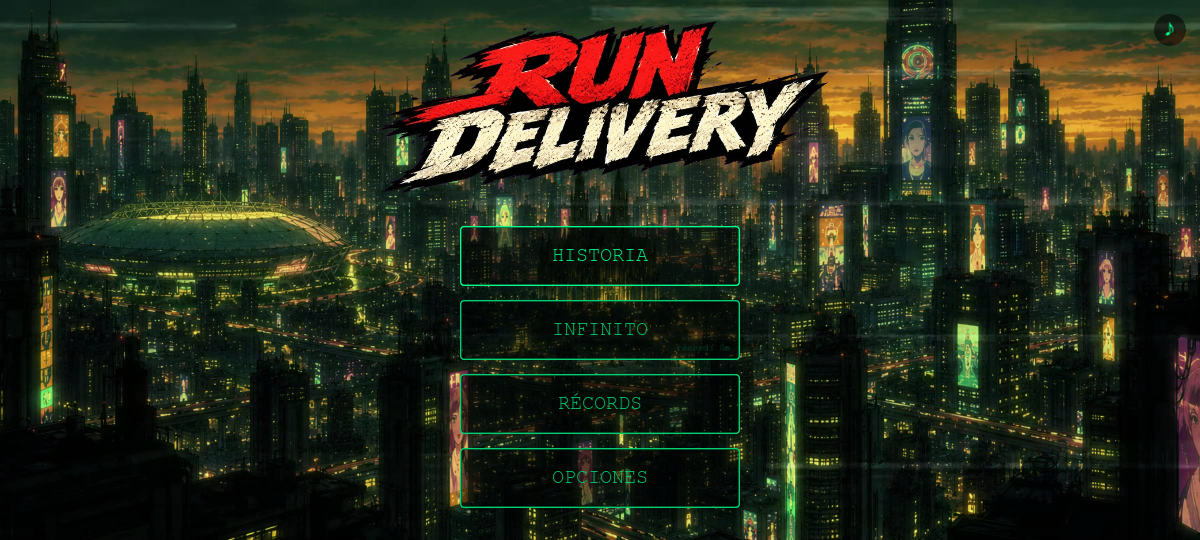 RUN
DELIVERY
HISTORIA
INFINITO
RÉCORDS
OPCIONES